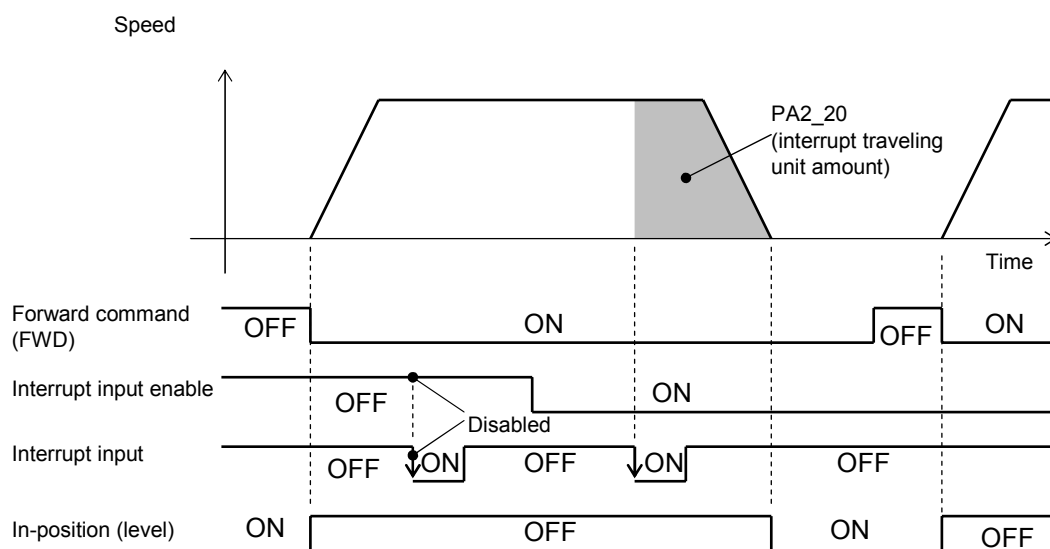 Speed
PA2_20
(interrupt traveling
unit amount)
Time
Forward command
(FWD)
OFF
ON
OFF
ON
Interrupt input enable
OFF
ON
Disabled
Interrupt input
OFF
ON
OFF
ON
OFF
In-position (level)
ON
OFF
ON
OFF